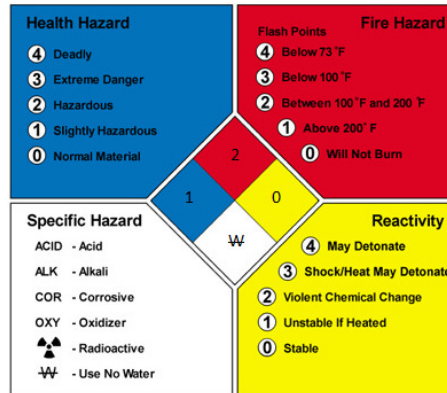 Health Hazard
4 Deadly
3 Extreme Danger
2 Hazardous
1 Slightly Hazardous
0 Normal Material
Fire Hazard
Flash Points
4 Below 73°F
3 Below 100°F
2 Between 100°F and 200°F
1 Above 200°F
0 Will Not Burn
2
1
0
W
Specific Hazard
ACID - Acid
ALK - Alkali
COR - Corrosive
OXY - Oxidizer
- Radioactive
W - Use No Water
Reactivity
4 May Detonate
3 Shock/Heat May Detonate
2 Violent Chemical Change
1 Unstable If Heated
0 Stable